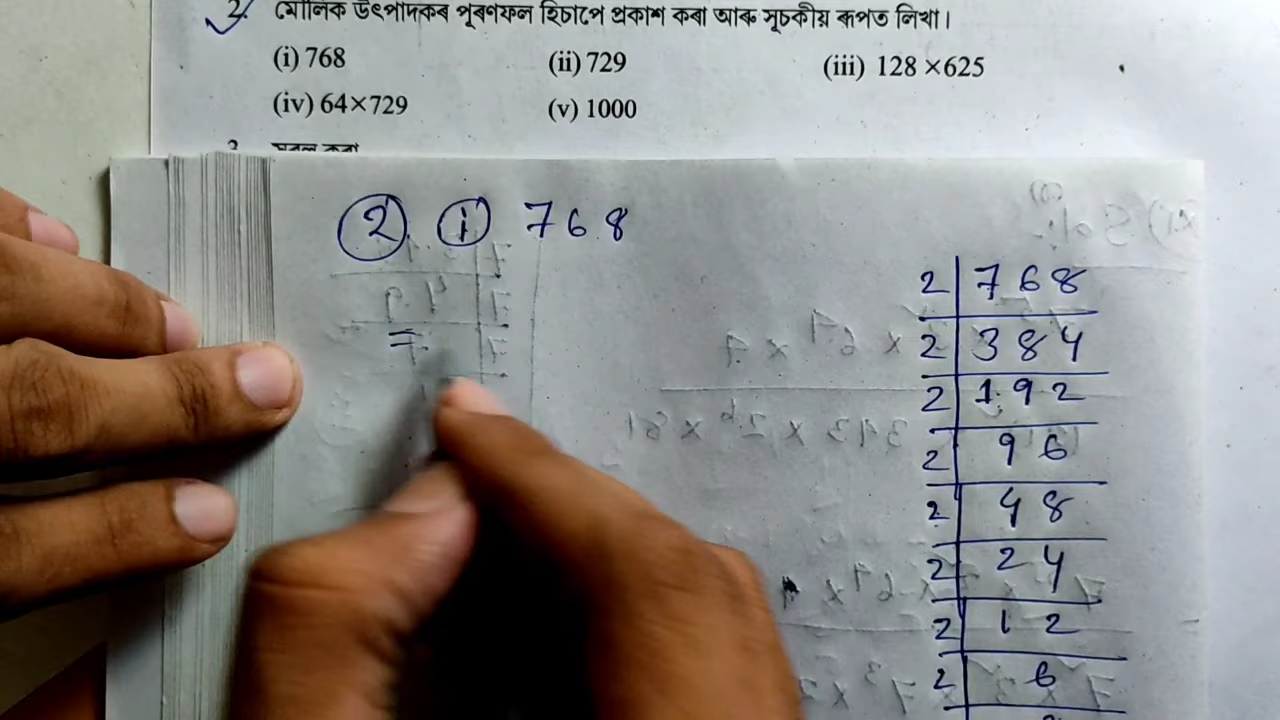 2. মৌলিক উৎপাদকৰ পূৰণফল হিচাপে প্ৰকাশ কৰা আৰু সূচকীয় ৰূপত লিখা।
(i) 768 (ii) 729 (iii) 128 ×625
(iv) 64×729 (v) 1000
2 i 768
=
2 768
2 384
2 192
2 96
2 48
2 24
2 12
2 6